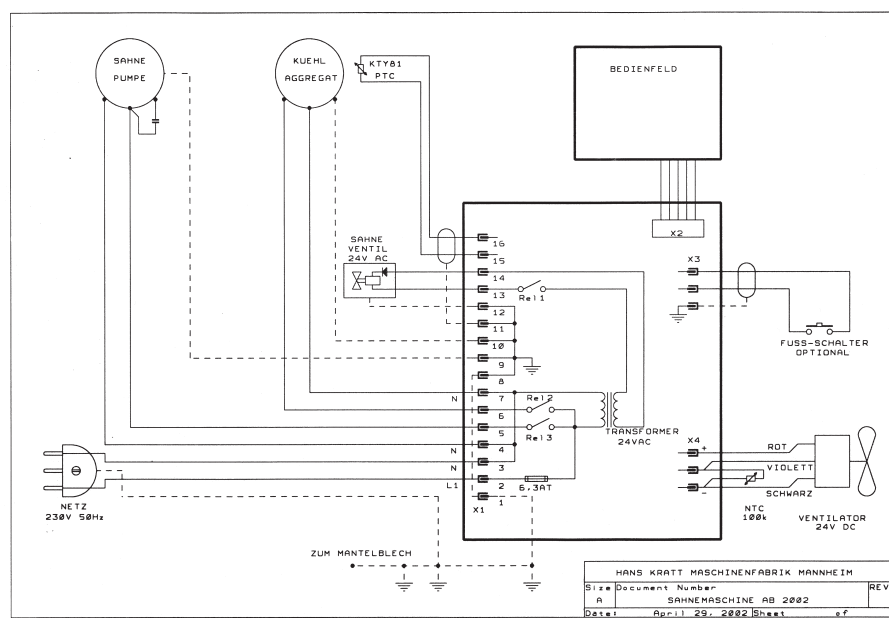 SAHNE
PUMPE
KUEHL
AGGREGAT
KTY81
PTC
BEDIENFELD
X2
SAHNE
VENTIL
24V AC
16
15
14
13
Rel1
12
11
10
9
8
7
N
Rel2
6
5
Rel3
4
N
3
N
2
L1
6,3AT
1
X1
TRANSFORMER
24VAC
X3
FUSS-SCHALTER
OPTIONAL
X4
+
-
ROT
VIOLETT
SCHWARZ
NTC
100k
VENTILATOR
24V DC
NETZ
230V 50Hz
ZUM MANTELBLECH
HANS KRATT MASCHINENFABRIK MANNHEIM
Size Document Number REV
A SAHNEMASCHINE AB 2002
Date: April 29, 2002 Sheet of